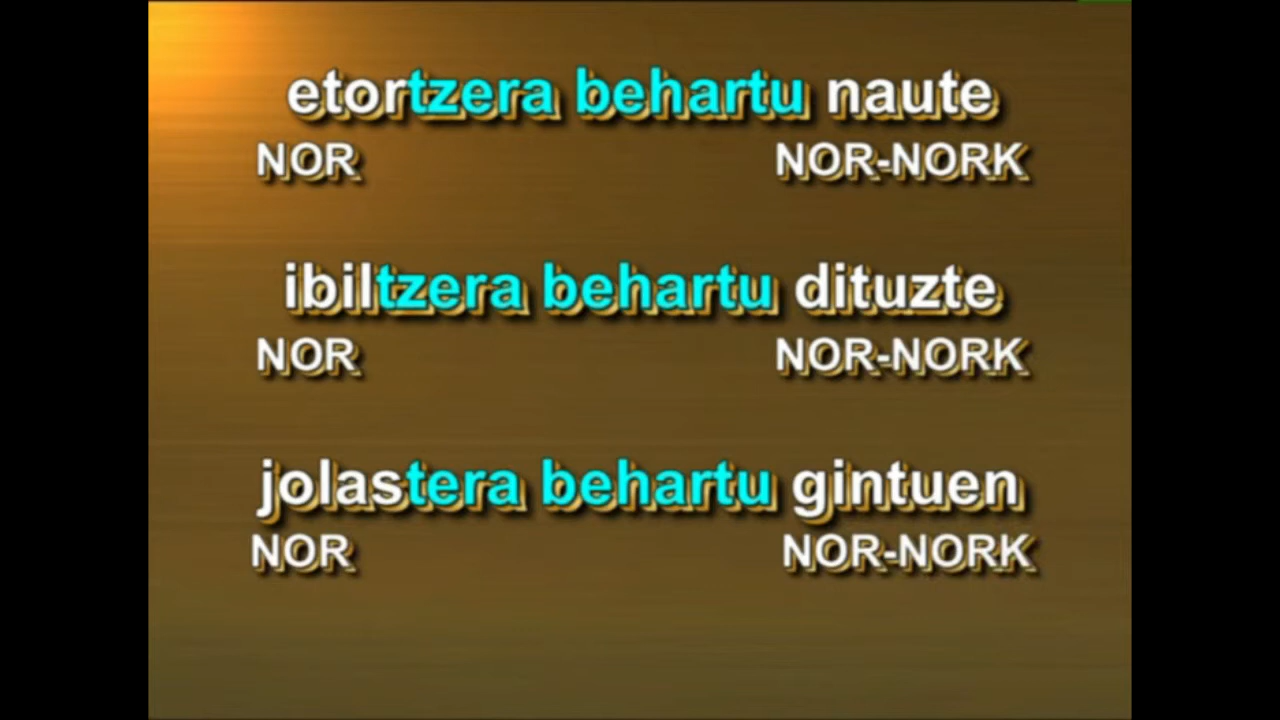 etortzera behartu naute
NOR NOR-NORK
ibiltzera behartu dituzte
NOR NOR-NORK
jolastera behartu gintuen
NOR NOR-NORK